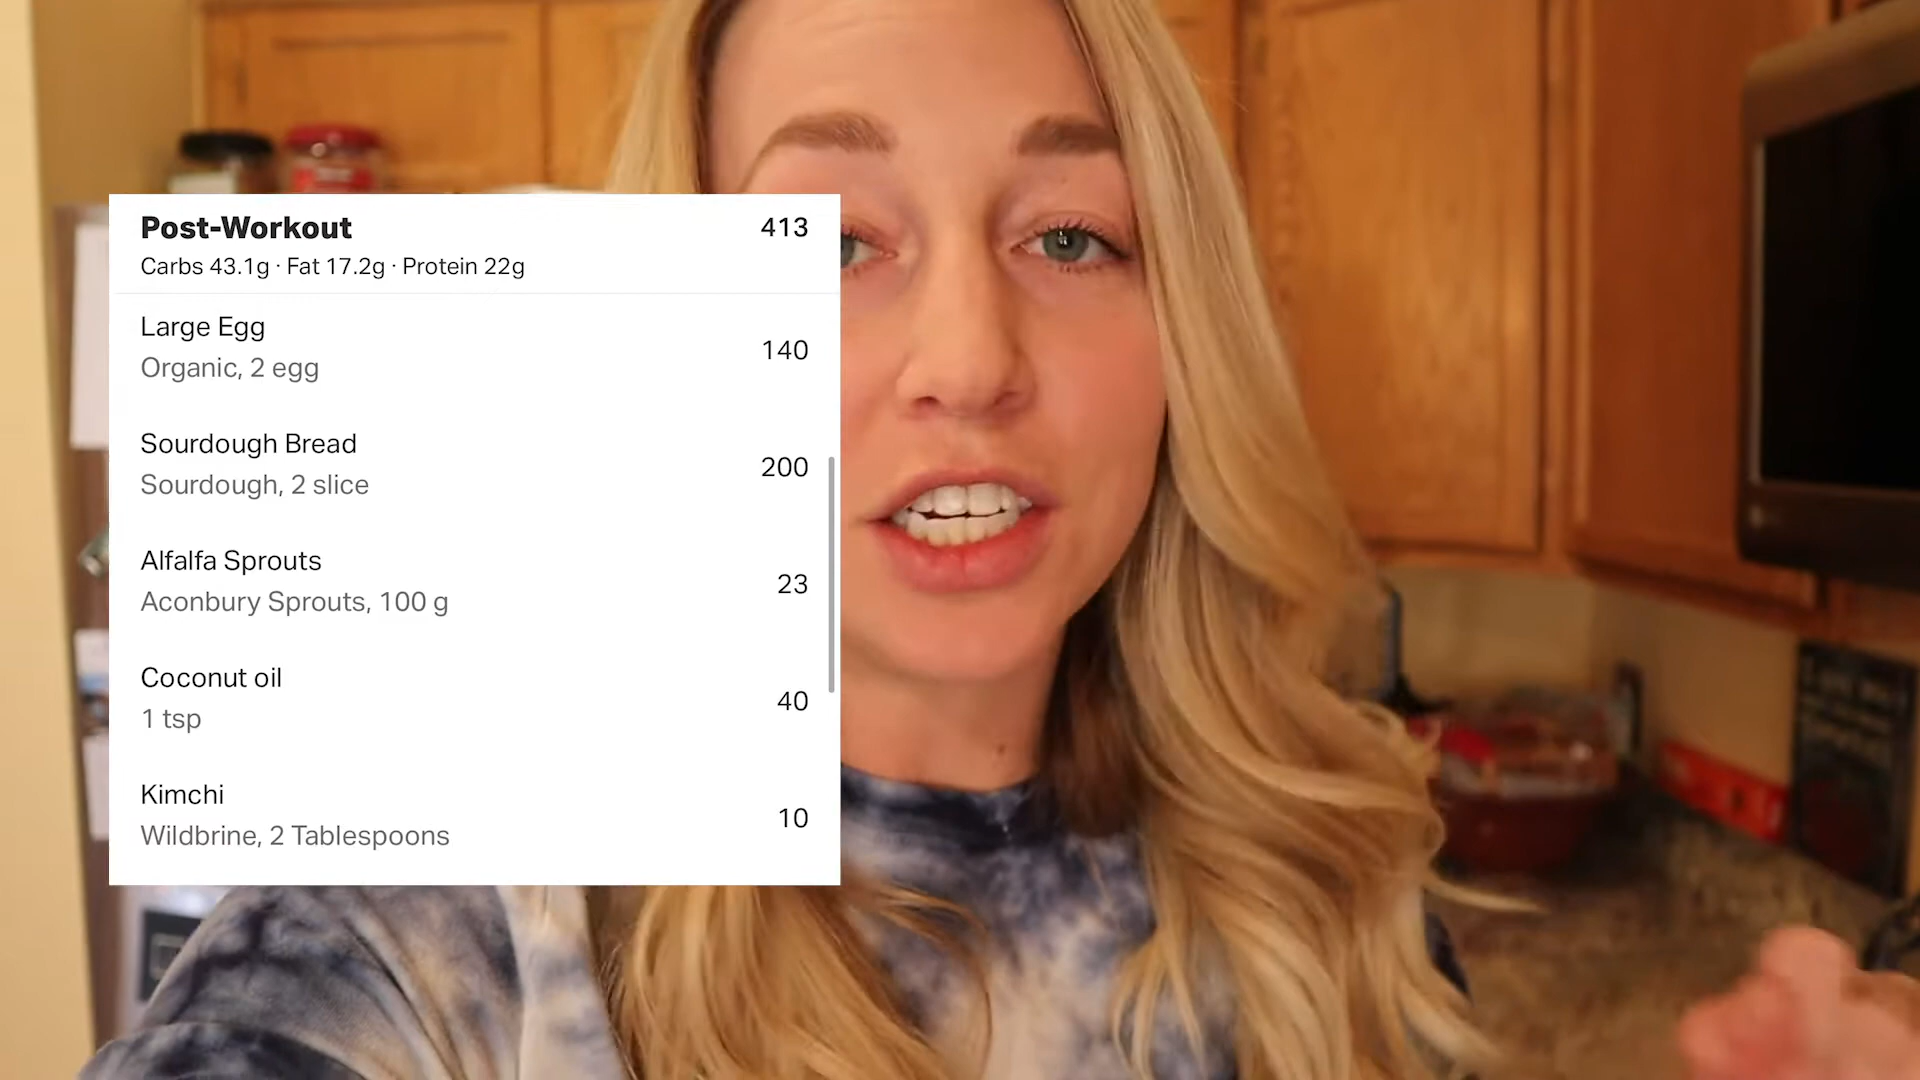 Post-Workout 413
Carbs 43.1g · Fat 17.2g · Protein 22g
Large Egg
Organic, 2 egg 140
Sourdough Bread
Sourdough, 2 slice 200
Alfalfa Sprouts
Aconbury Sprouts, 100 g 23
Coconut oil
1 tsp 40
Kimchi
Wildbrine, 2 Tablespoons 10